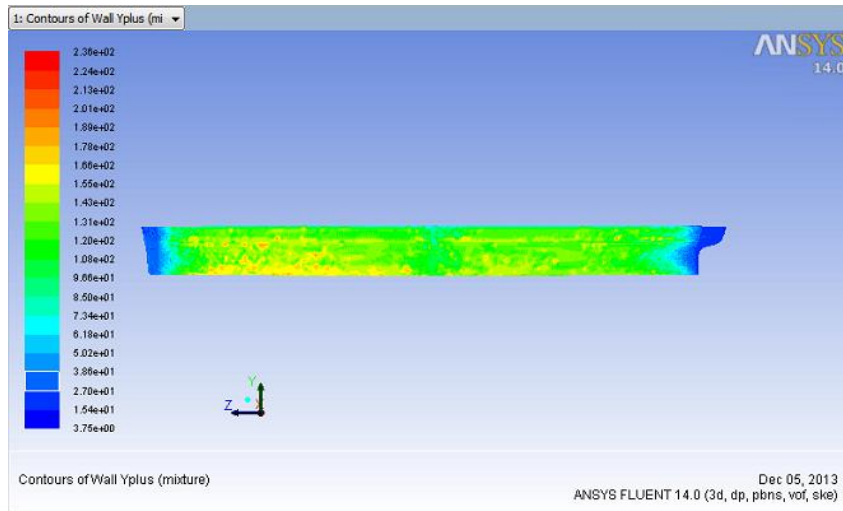 1: Contours of Wall Yplus (mi
ANSYS
14.0
2.36e+02
2.24e+02
2.13e+02
2.01e+02
1.89e+02
1.78e+02
1.66e+02
1.55e+02
1.43e+02
1.31e+02
1.20e+02
1.08e+02
9.66e+01
8.50e+01
7.34e+01
6.18e+01
5.02e+01
3.86e+01
2.70e+01
1.54e+01
3.75e+00
Y
Z
X
Contours of Wall Yplus (mixture)
Dec 05, 2013
ANSYS FLUENT 14.0 (3d, dp, pbns, vof, ske)